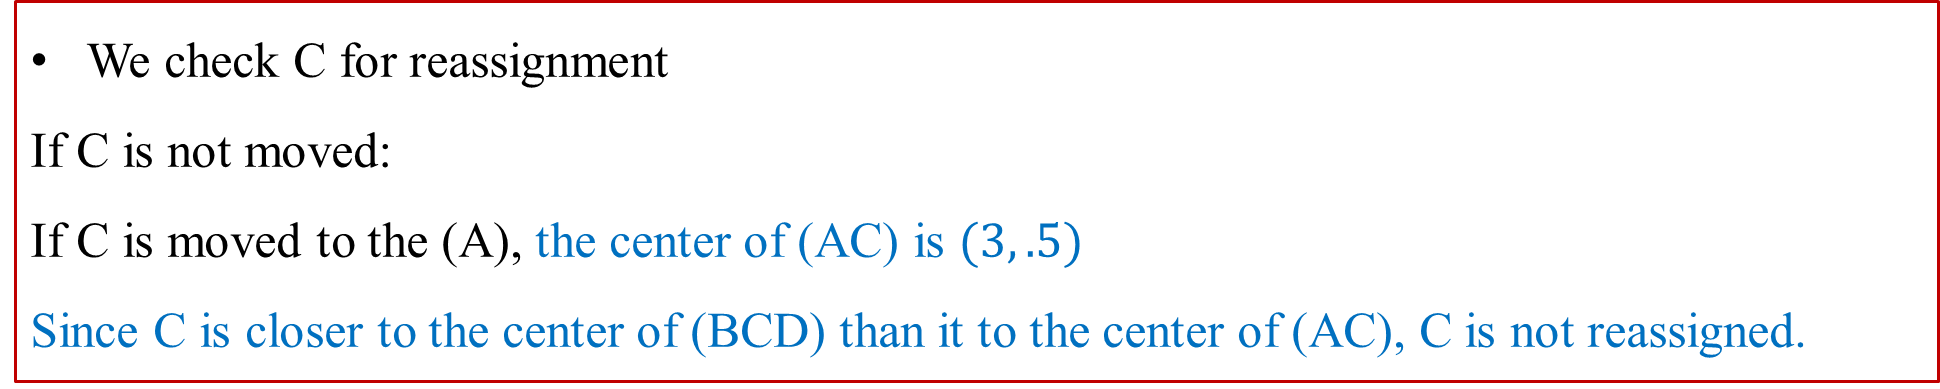 • We check C for reassignment
If C is not moved:
If C is moved to the (A), the center of (AC) is (3, .5)
Since C is closer to the center of (BCD) than it to the center of (AC), C is not reassigned.